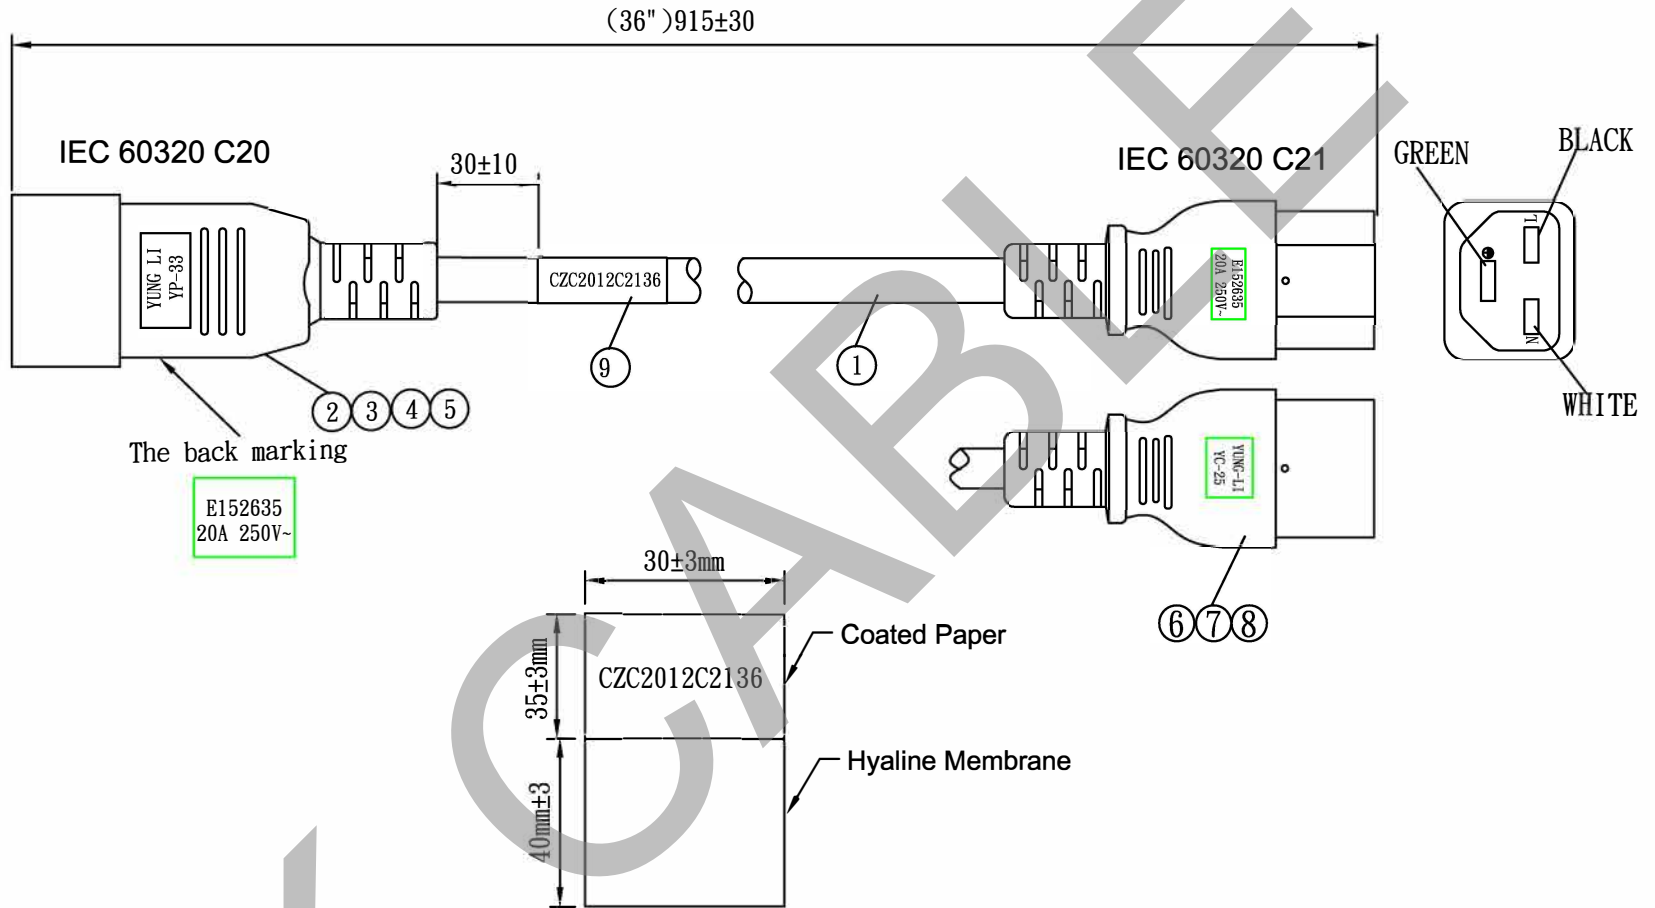 (36")915±30
IEC 60320 C20
30±10
IEC 60320 C21
GREEN
BLACK
YUNG LI
YP-33
CZC2012C2136
E152635
20A 250V~
L
N
9
1
2 3 4 5
WHITE
The back marking
E152635
20A 250V~
YUNG-LI
YC-25
6 7 8
30±3mm
35±3mm
CZC2012C2136
Coated Paper
40mm±3
Hyaline Membrane
CABLE